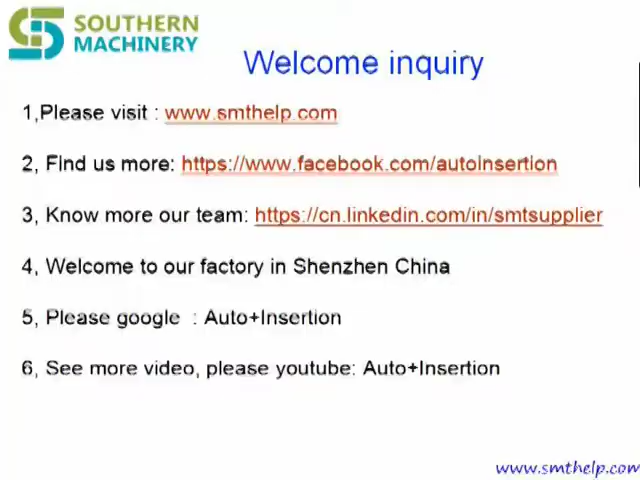 SOUTHERN
MACHINERY
Welcome inquiry
1,Please visit : www.smthelp.com
2, Find us more: https://www.facebook.com/autoinsertion
3, Know more our team: https://cn.linkedin.com/in/smtsupplier
4, Welcome to our factory in Shenzhen China
5, Please google : Auto+Insertion
6, See more video, please youtube: Auto+Insertion
www.smthelp.com